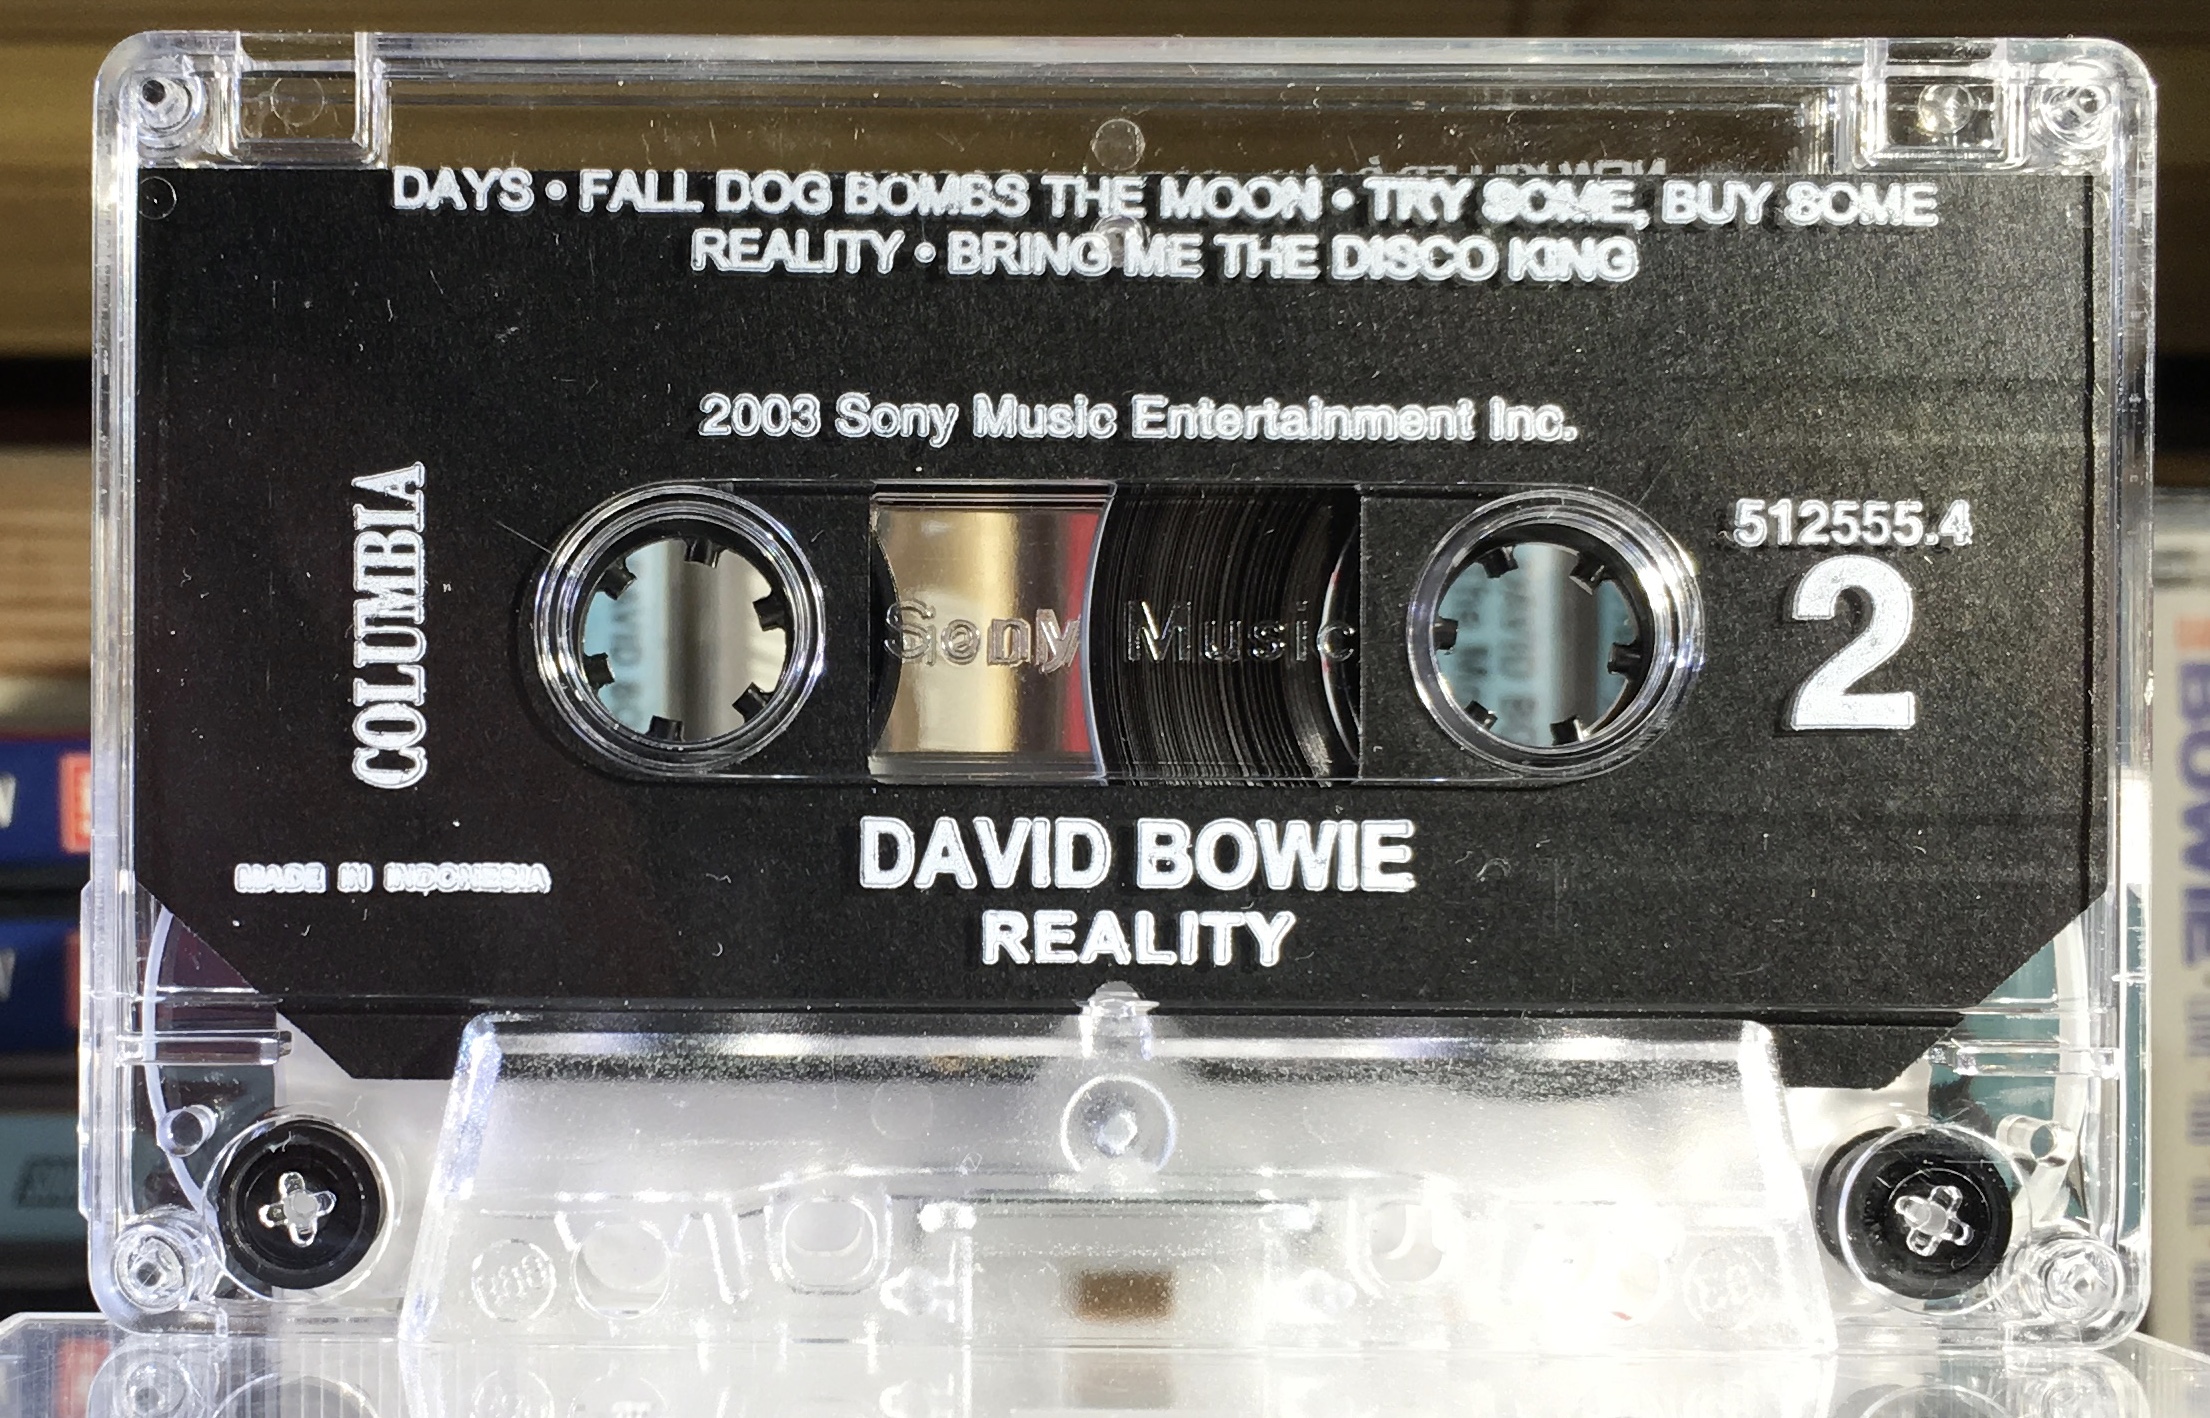 DAYS • FALL DOG BOMBS THE MOON • TRY SOME, BUY SOME
REALITY • BRING ME THE DISCO KING
2003 Sony Music Entertainment Inc.
COLUMBIA
512555.4
2
Sony Music
DAVID BOWIE
REALITY
MADE IN INDONESIA
BOWIE